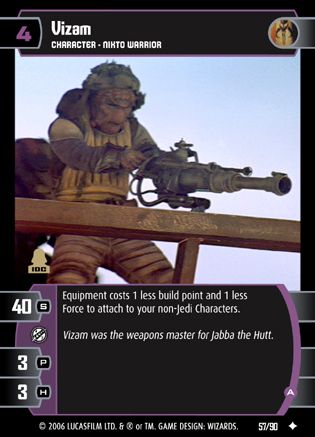 4
Vizam
CHARACTER • NIKTO WARRIOR
IDC
40 S
Equipment costs 1 less build point and 1 less
Force to attach to your non-Jedi Characters.
Vizam was the weapons master for Jabba the Hutt.
3 P
3 H
A
© 2006 LUCASFILM LTD. & ® or TM. GAME DESIGN: WIZARDS.
57/90